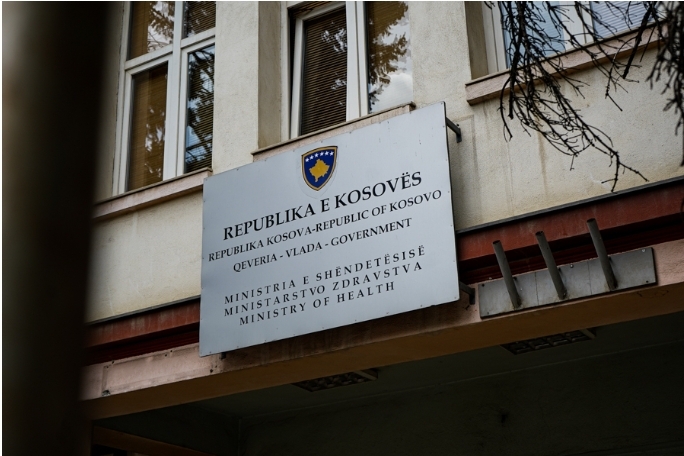 REPUBLIKA E KOSOVËS
REPUBLIKA KOSOVA-REPUBLIC OF KOSOVO
QEVERIA - VLADA - GOVERNMENT
MINISTRIA E SHËNDETËSISË
MINISTARSTVO ZDRAVSTVA
MINISTRY OF HEALTH